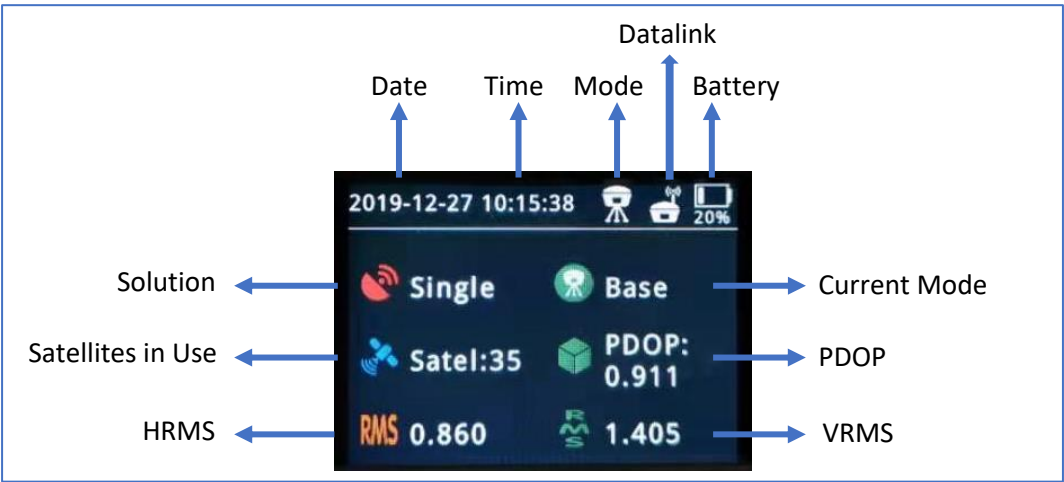 Datalink
Date Time Mode Battery
2019-12-27 10:15:38 20%
Solution Single Base Current Mode
Satellites in Use Satel:35 PDOP: 0.911 PDOP
HRMS RMS 0.860 RMS 1.405 VRMS